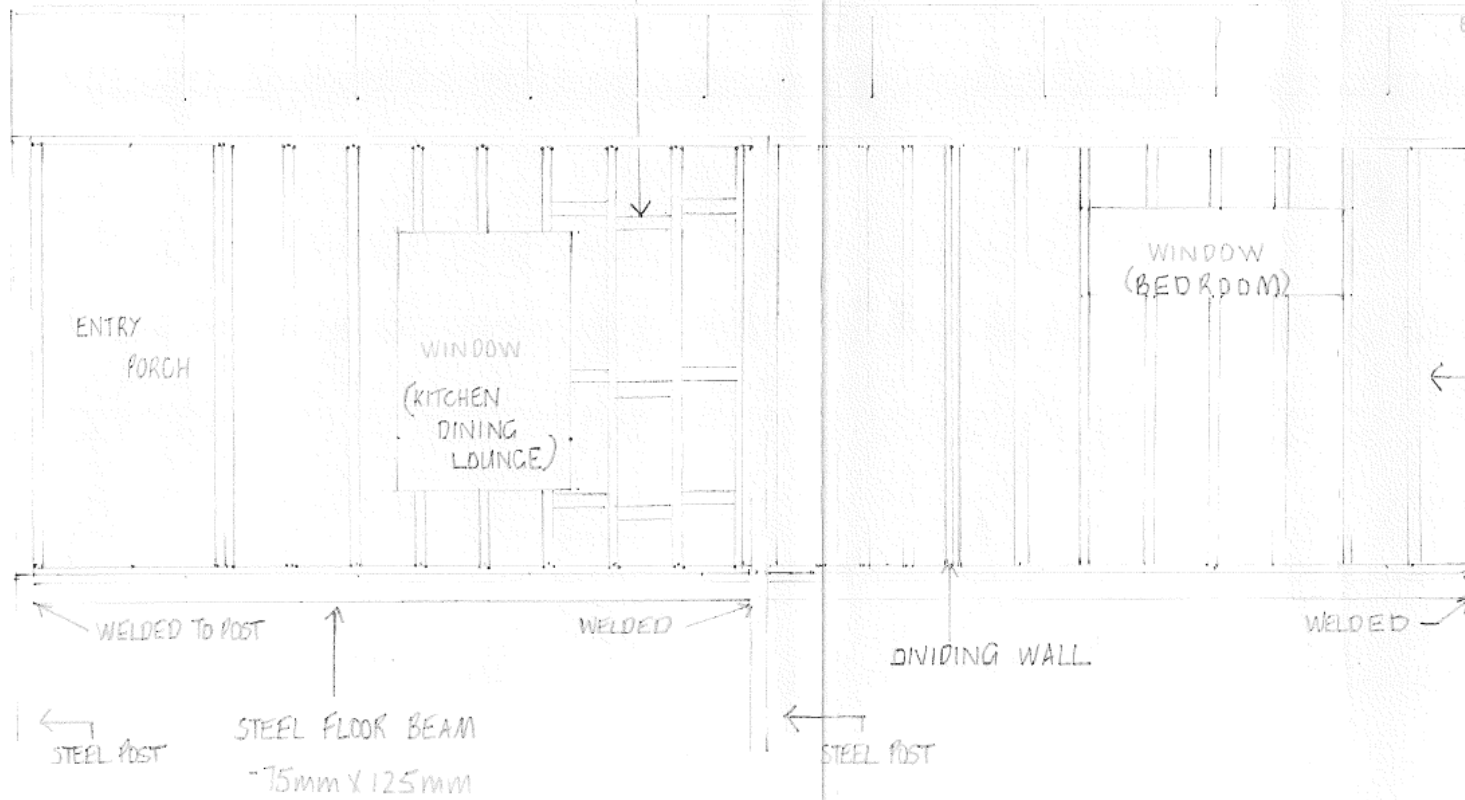 ENTRY
PORCH
WINDOW
(KITCHEN
DINING
LOUNGE)
WINDOW
(BEDROOM)
WELDED TO POST
WELDED
WELDED
DIVIDING WALL
STEEL POST
STEEL FLOOR BEAM
-75mm X 125mm
STEEL POST